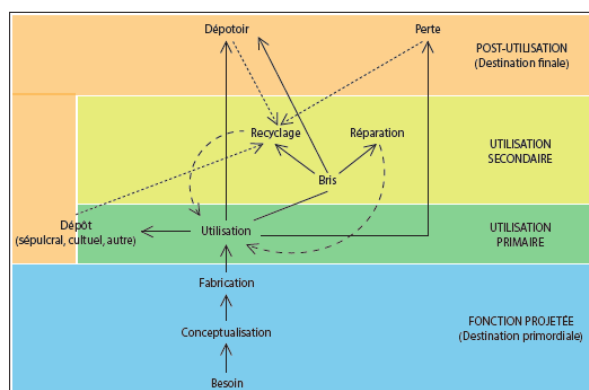 Dépotoir
Perte
POST-UTILISATION
(Destination finale)
Recyclage
Réparation
UTILISATION
SECONDAIRE
Bris
Dépôt
(sépulcral, cultuel, autre)
Utilisation
UTILISATION
PRIMAIRE
Fabrication
Conceptualisation
FONCTION PROJETÉE
(Destination primordiale)
Besoin